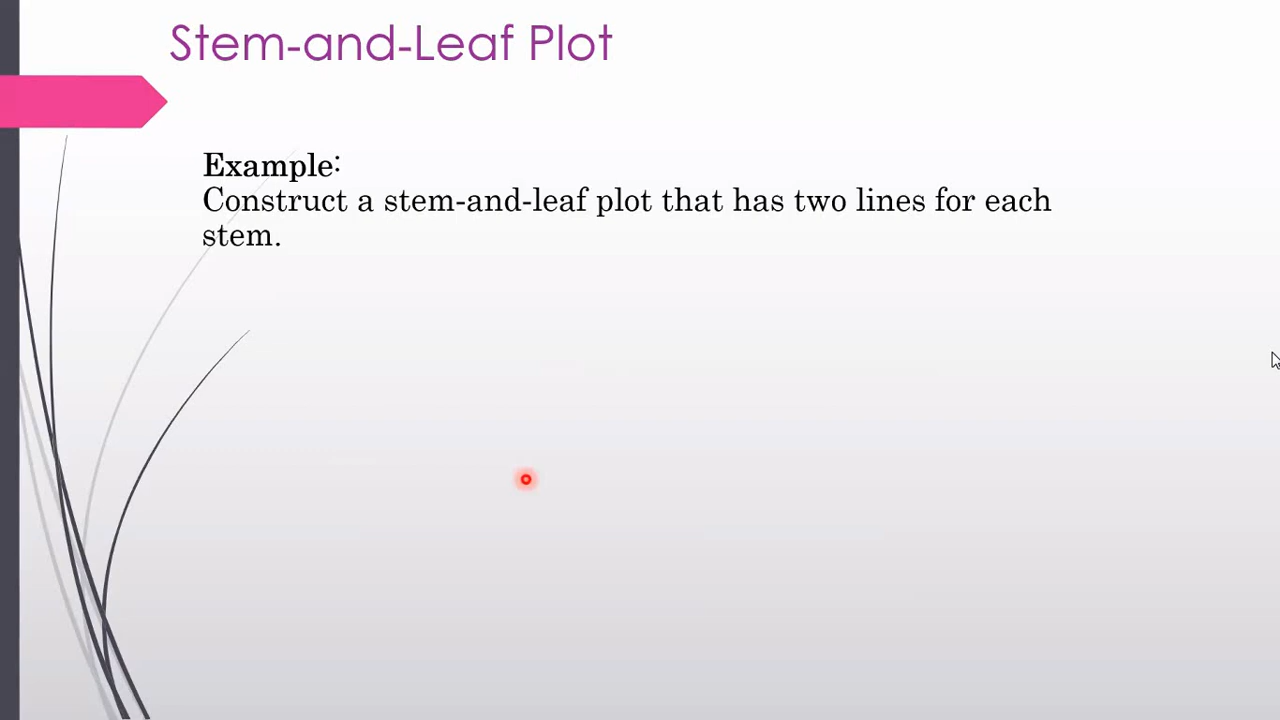 Stem-and-Leaf Plot
Example:
Construct a stem-and-leaf plot that has two lines for each
stem.